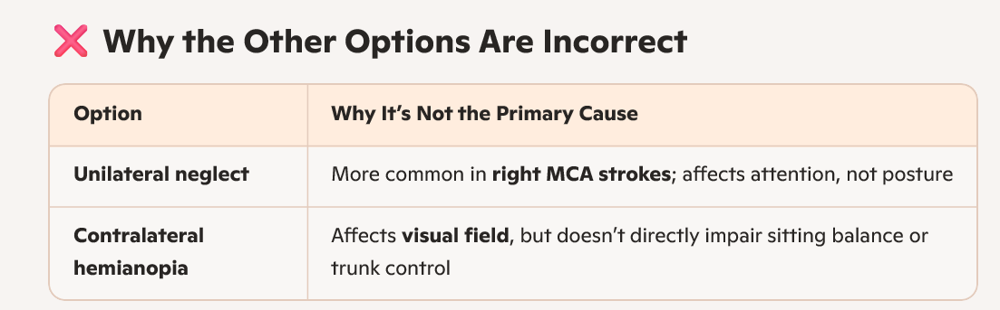 Why the Other Options Are Incorrect
Option
Why It's Not the Primary Cause
Unilateral neglect
More common in right MCA strokes; affects attention, not posture
Contralateral
hemianopia
Affects visual field, but doesn't directly impair sitting balance or
trunk control